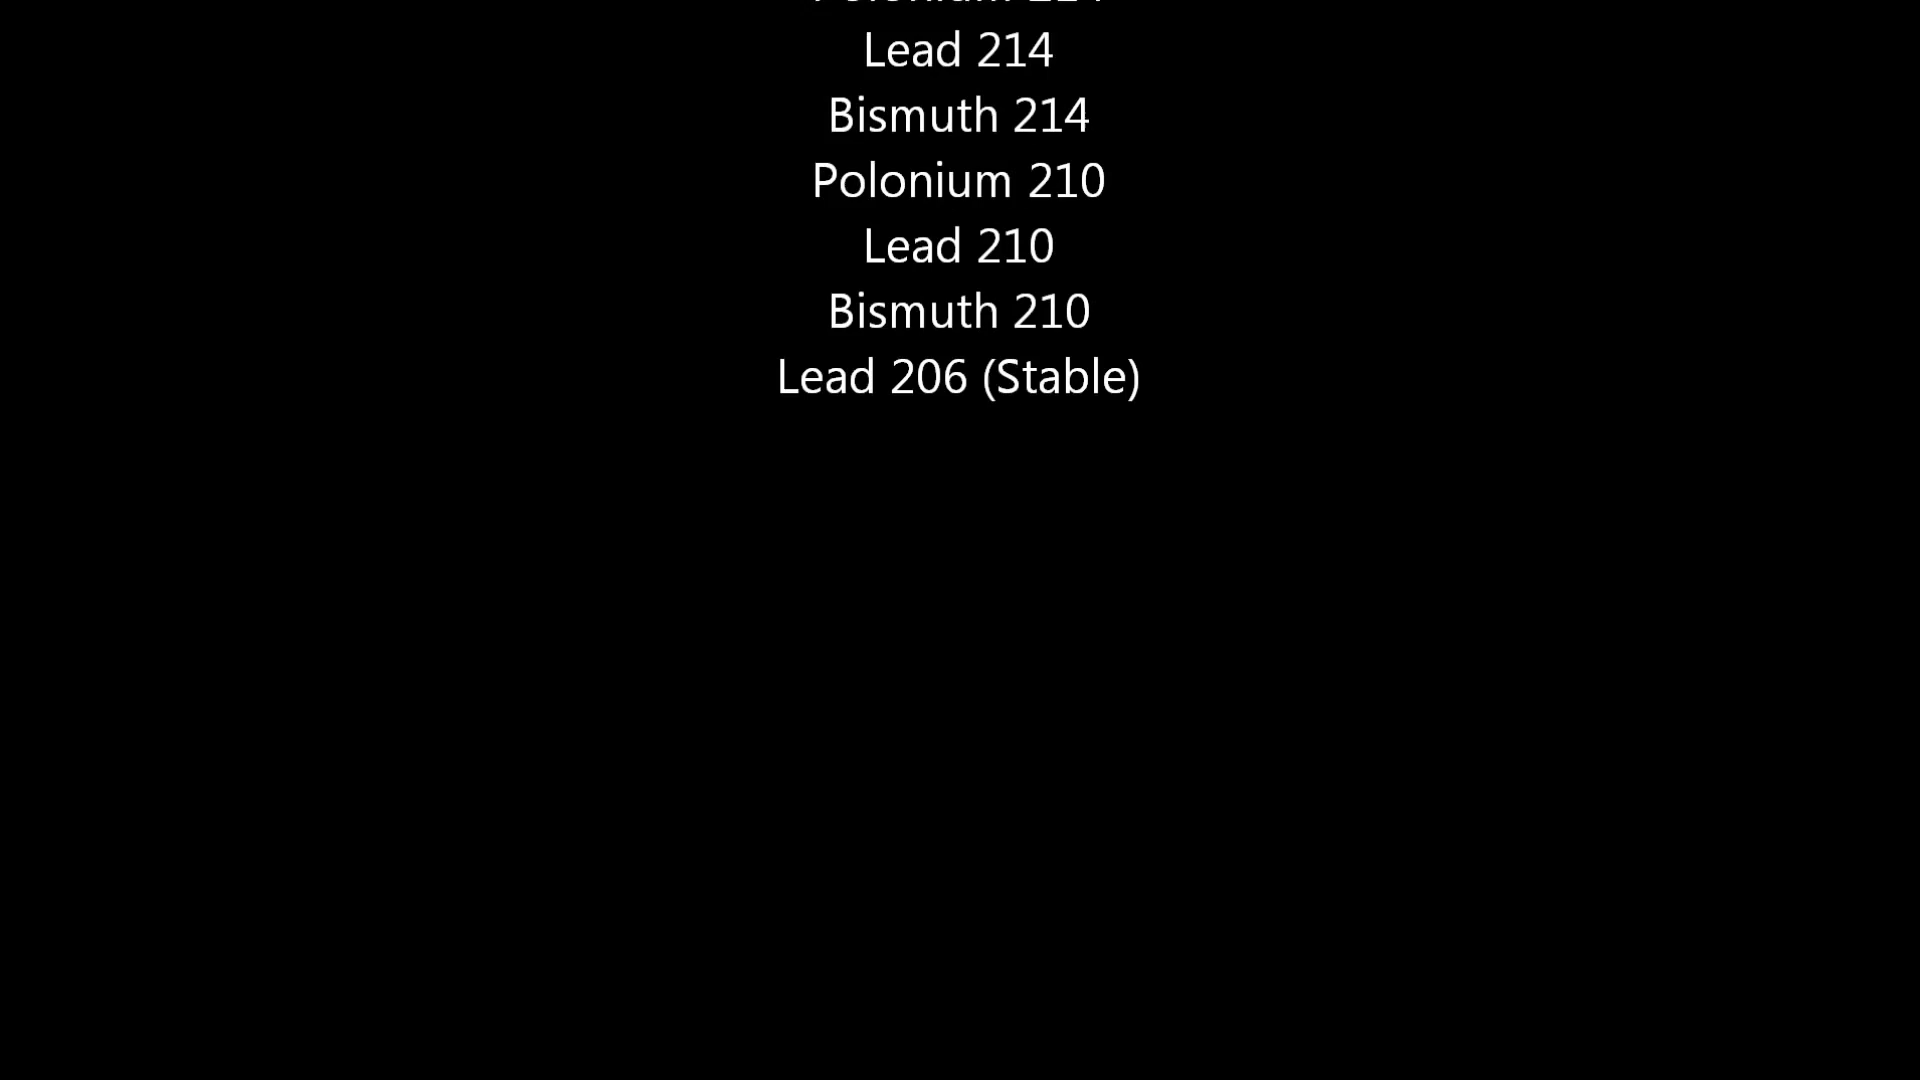 Lead 214
Bismuth 214
Polonium 210
Lead 210
Bismuth 210
Lead 206 (Stable)